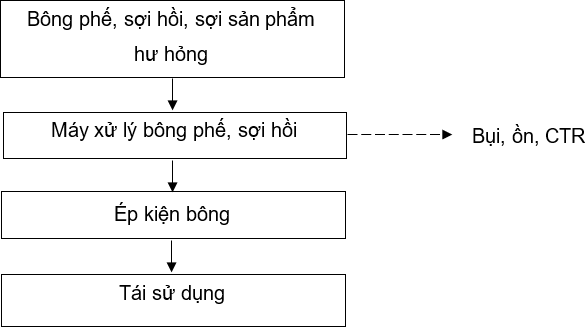 Bông phế, sợi hồi, sợi sản phẩm
hư hỏng
Máy xử lý bông phế, sợi hồi
Bụi, ồn, CTR
Ép kiện bông
Tái sử dụng